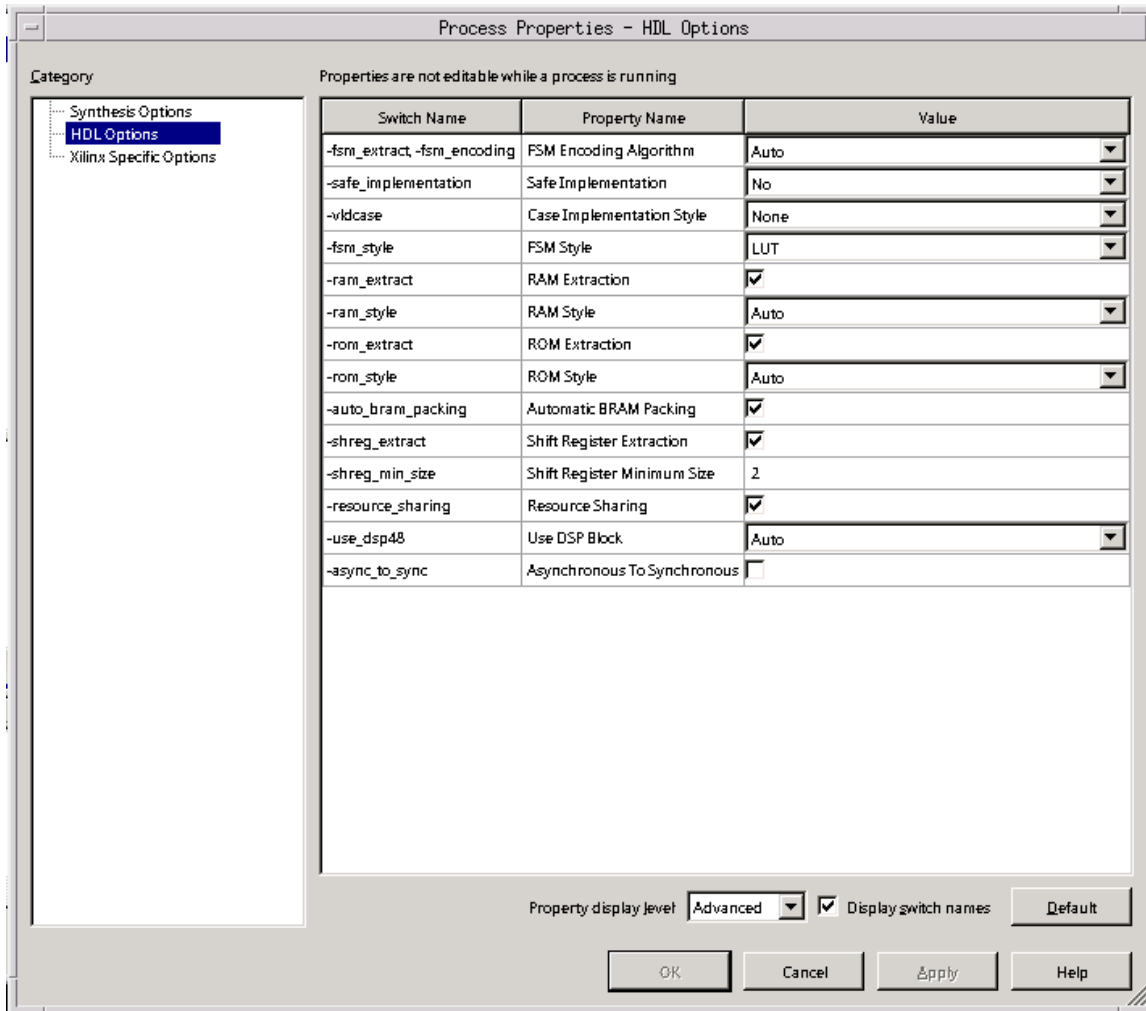 Process Properties - HDL Options
Category
Properties are not editable while a process is running
Synthesis Options
HDL Options
Xilinx Specific Options
Switch Name Property Name Value
-fsm_extract, -fsm_encoding FSM Encoding Algorithm Auto
-safe_implementation Safe Implementation No
-vldcase Case Implementation Style None
-fsm_style FSM Style LUT
-ram_extract RAM Extraction
-ram_style RAM Style Auto
-rom_extract ROM Extraction
-rom_style ROM Style Auto
-auto_bram_packing Automatic BRAM Packing
-shreg_extract Shift Register Extraction
-shreg_min_size Shift Register Minimum Size 2
-resource_sharing Resource Sharing
-use_dsp48 Use DSP Block Auto
-async_to_sync Asynchronous To Synchronous
Property display level Advanced Display switch names Default
OK Cancel Apply Help